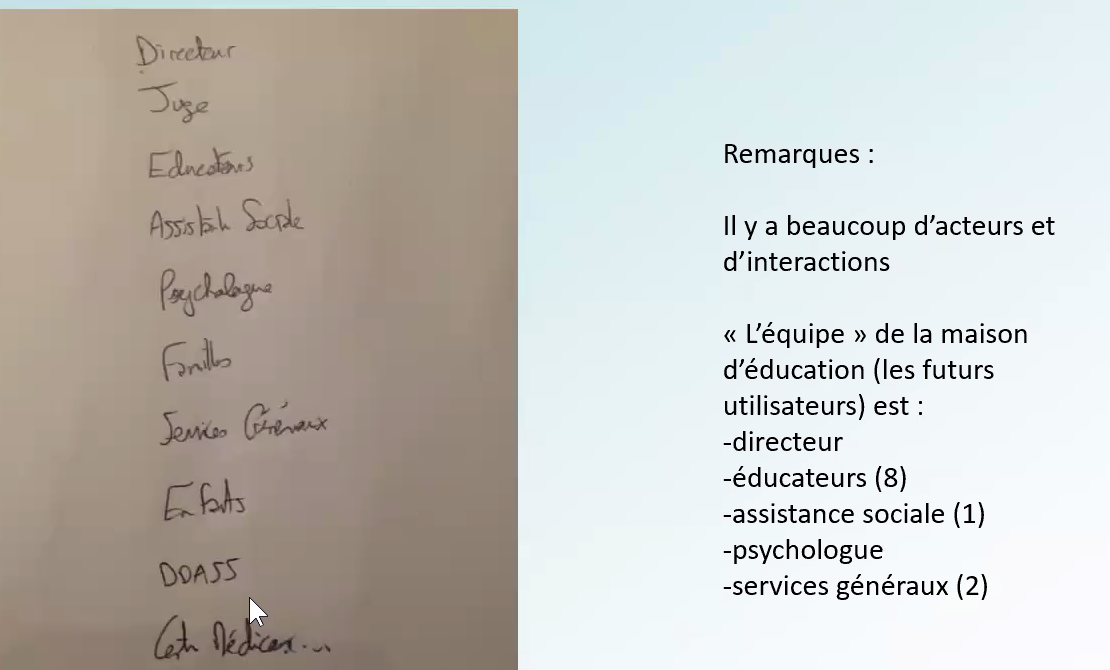 Directeur
Juge
Educateurs
Assistante Sociale
Psychologue
Familles
Services Généraux
Enfants
DDASS
Médicaux...
Remarques :
Il y a beaucoup d’acteurs et
d’interactions
« L’équipe » de la maison
d’éducation (les futurs
utilisateurs) est :
-directeur
-éducateurs (8)
-assistance sociale (1)
-psychologue
-services généraux (2)